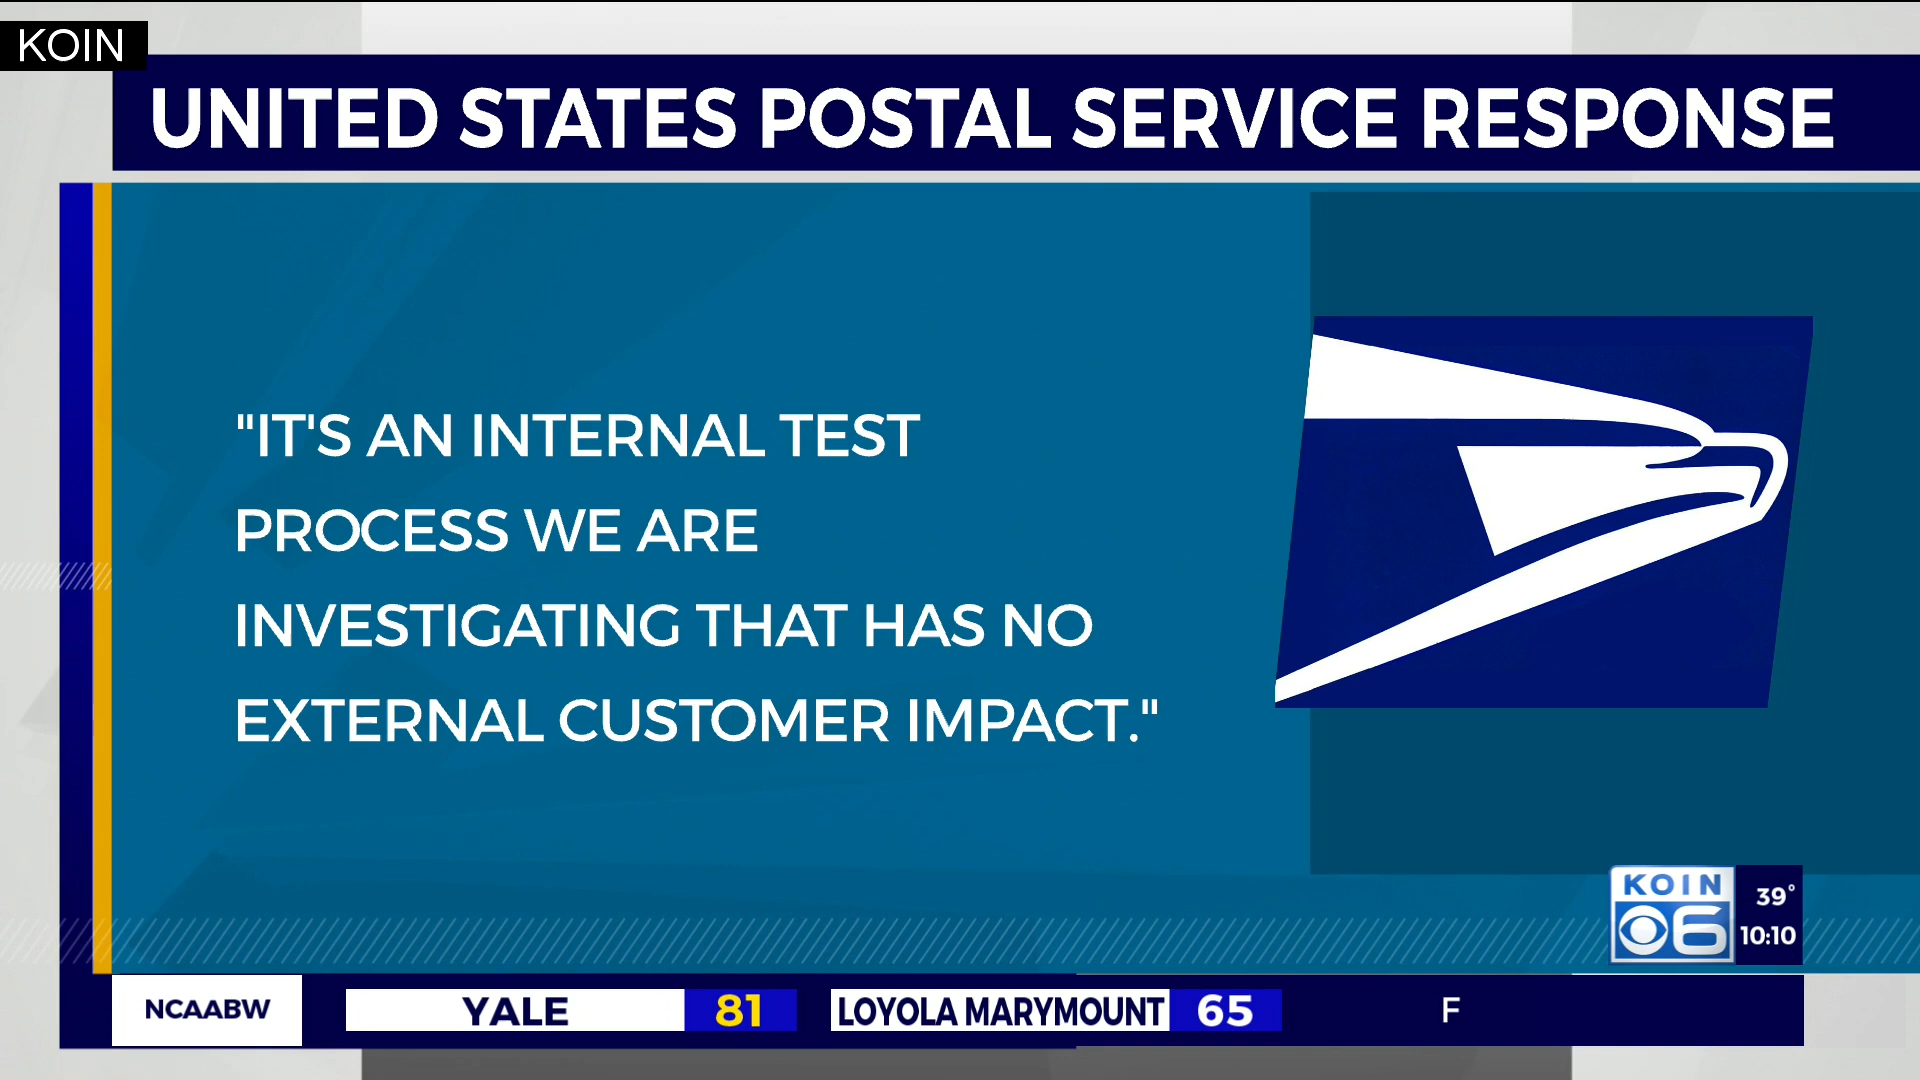 KOIN
UNITED STATES POSTAL SERVICE RESPONSE
"IT'S AN INTERNAL TEST
PROCESS WE ARE
INVESTIGATING THAT HAS NO
EXTERNAL CUSTOMER IMPACT."
KOIN
6
39°
10:10
NCAABW YALE 81 LOYOLA MARYMOUNT 65 F